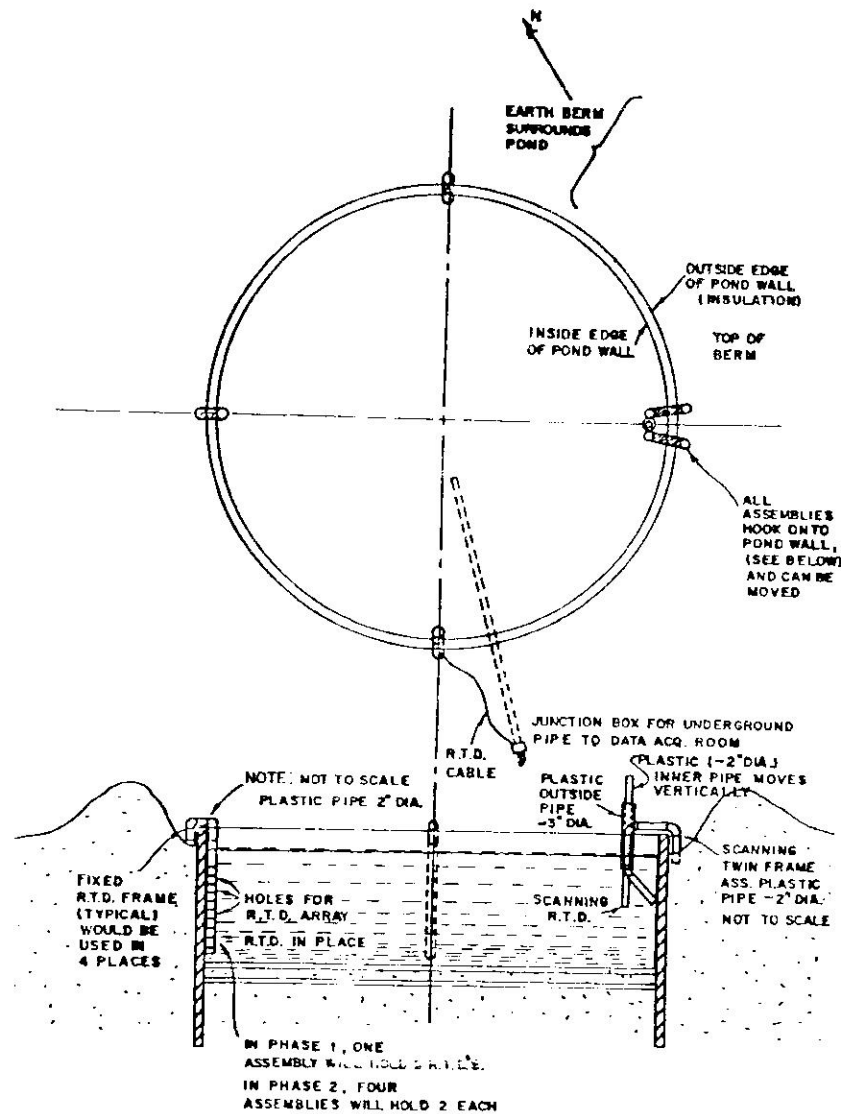 N
EARTH BERM
SURROUNDS
POND
OUTSIDE EDGE
OF POND WALL
(INSULATION)
INSIDE EDGE
OF POND WALL
TOP OF
BERM
ALL
ASSEMBLIES
HOOK ONTO
POND WALL,
(SEE BELOW)
AND CAN BE
MOVED
R.T.D.
CABLE
JUNCTION BOX FOR UNDERGROUND
PIPE TO DATA ACQ. ROOM
PLASTIC (~2" DIA.)
INNER PIPE MOVES
VERTICALLY
PLASTIC
OUTSIDE
PIPE
~3" DIA.
NOTE: NOT TO SCALE
PLASTIC PIPE 2" DIA.
FIXED
R.T.D. FRAME
(TYPICAL)
WOULD BE
USED IN
4 PLACES
HOLES FOR
R.T.D. ARRAY
R.T.D. IN PLACE
SCANNING
R.T.D.
SCANNING
TWIN FRAME
ASS. PLASTIC
PIPE ~2" DIA.
NOT TO SCALE
IN PHASE 1, ONE
ASSEMBLY WILL HOLD
IN PHASE 2, FOUR
ASSEMBLIES WILL HOLD 2 EACH